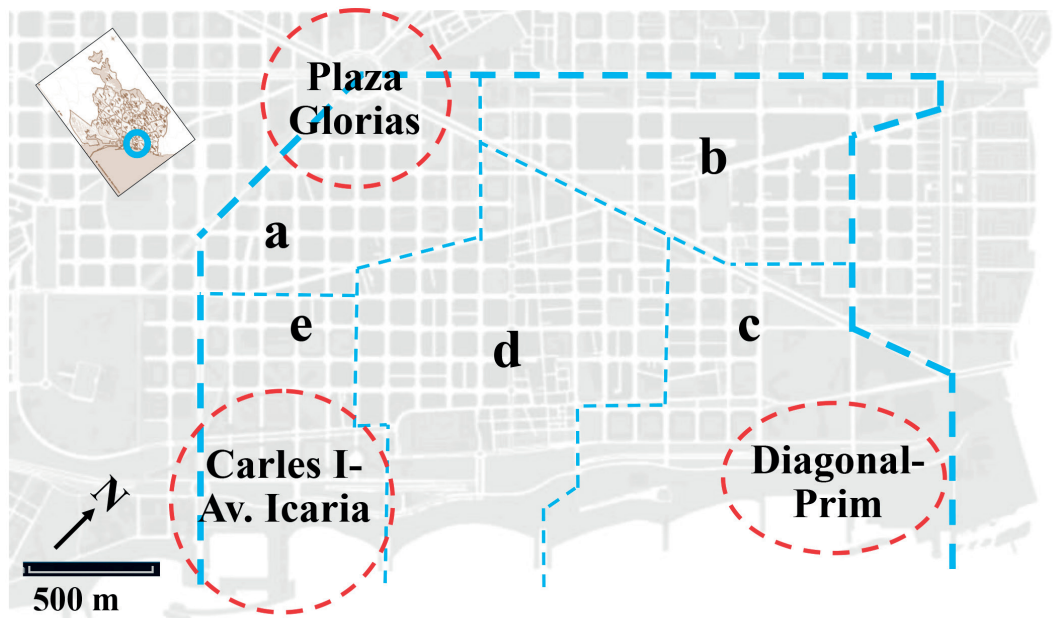 Plaza
Glorias
b
a
e
c
d
Carles I-
Av. Icaria
Diagonal-
Prim
N
500 m